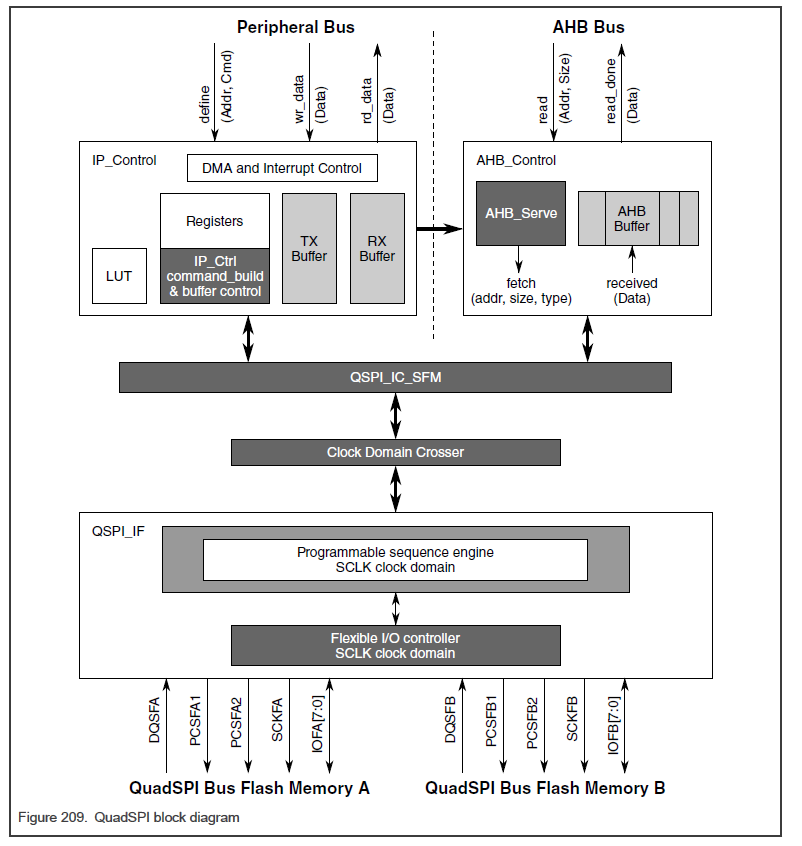 Peripheral Bus
AHB Bus
define
(Addr, Cmd)
wr_data
(Data)
rd_data
(Data)
read
(Addr, Size)
read_done
(Data)
IP_Control
DMA and Interrupt Control
Registers
LUT
IP_Ctrl
command_build
& buffer control
TX
Buffer
RX
Buffer
AHB_Control
AHB_Serve
AHB
Buffer
fetch
(addr, size, type)
received
(Data)
QSPI_IC_SFM
Clock Domain Crosser
QSPI_IF
Programmable sequence engine
SCLK clock domain
Flexible I/O controller
SCLK clock domain
DQSFA
PCSFA1
PCSFA2
SCKFA
IOFA[7:0]
DQSFB
PCSFB1
PCSFB2
SCKFB
IOFB[7:0]
QuadSPI Bus Flash Memory A
QuadSPI Bus Flash Memory B
Figure 209. QuadSPI block diagram